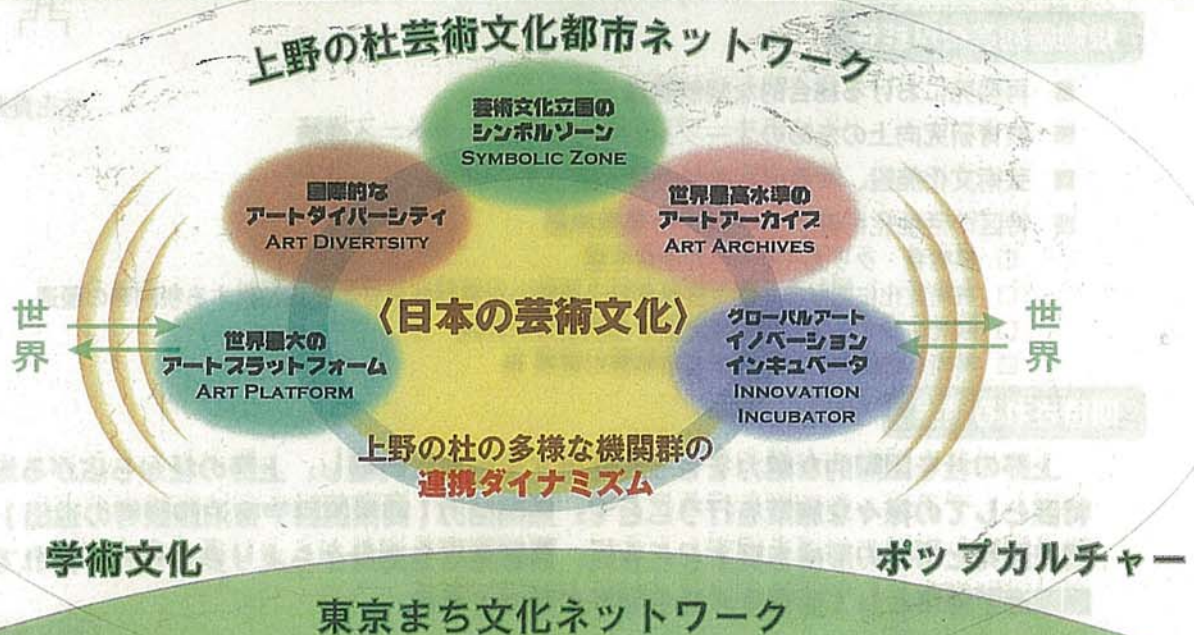 上野の杜芸術文化都市ネットワーク
芸術文化立国の
シンボルゾーン
SYMBOLIC ZONE
国際的な
アートダイバーシティ
ART DIVERTSITY
世界最高水準の
アートアーカイブ
ART ARCHIVES
〈日本の芸術文化〉
世界
世界最大の
アートプラットフォーム
ART PLATFORM
グローバルアート
イノベーション
インキュベータ
INNOVATION
INCUBATOR
世界
上野の杜の多様な機関群の
連携ダイナミズム
学術文化
ポップカルチャー
東京まち文化ネットワーク